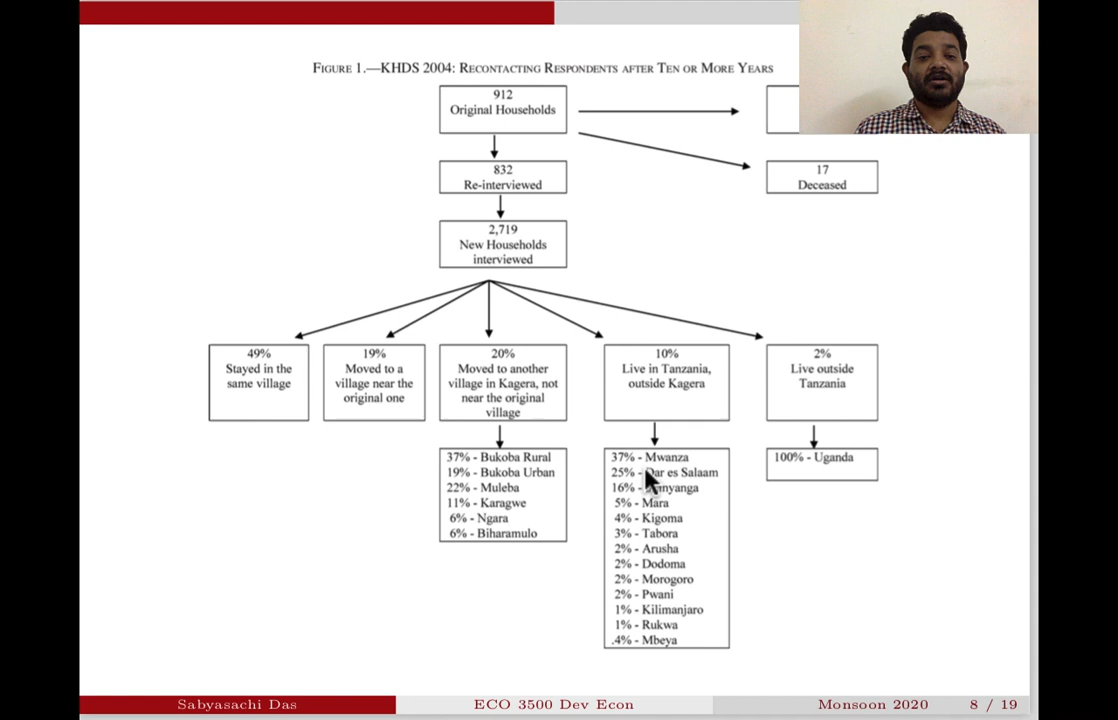 FIGURE 1.—KHDS 2004: RECONTACTING RESPONDENTS AFTER TEN OR MORE YEARS
912
Original Households
832
Re-interviewed
17
Deceased
2,719
New Households
interviewed
49%
Stayed in the
same village
19%
Moved to a
village near the
original one
20%
Moved to another
village in Kagera, not
near the original
village
10%
Live in Tanzania,
outside Kagera
2%
Live outside
Tanzania
37% - Bukoba Rural
19% - Bukoba Urban
22% - Muleba
11% - Karagwe
6% - Ngara
6% - Biharamulo
37% - Mwanza
25% - Dar es Salaam
16% -
5% - Mara
4% - Kigoma
3% - Tabora
2% - Arusha
2% - Dodoma
2% - Morogoro
2% - Pwani
1% - Kilimanjaro
1% - Rukwa
.4% - Mbeya
100% - Uganda
Sabyasachi Das
ECO 3500 Dev Econ
Monsoon 2020
8 / 19